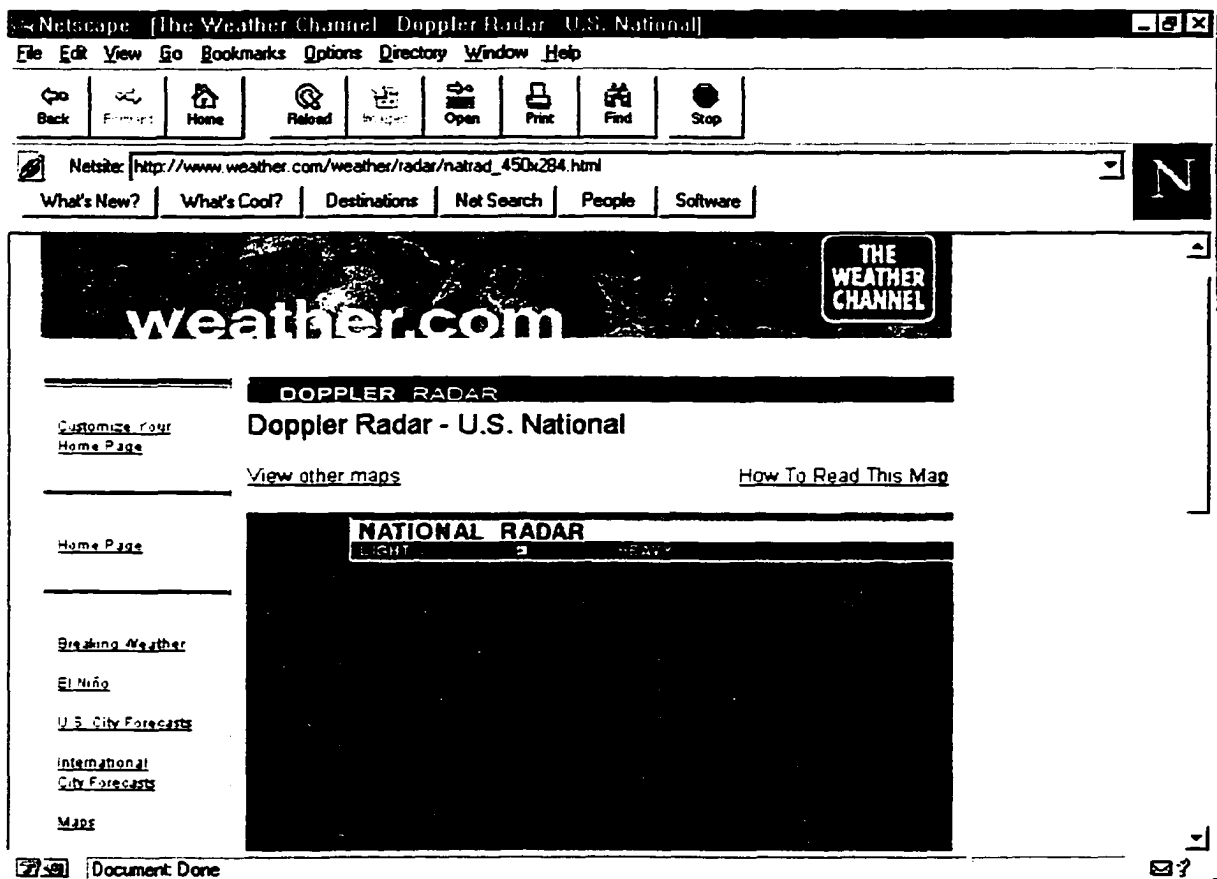 Netscape - [The Weather Channel - Doppler Radar - U.S. National]
File Edit View Go Bookmarks Options Directory Window Help
Back Forward Home Reload Images Open Print Find Stop
Netsite: http://www.weather.com/weather/radar/natrad_450x284.html
N
What's New? What's Cool? Destinations Net Search People Software
weather.com
THE
WEATHER
CHANNEL
DOPPLER RADAR
Doppler Radar - U.S. National
View other maps How To Read This Map
NATIONAL RADAR
LIGHT HEAVY
Customize Your
Home Page
Home Page
Breaking Weather
El Niño
U.S. City Forecasts
International
City Forecasts
Maps
Document: Done